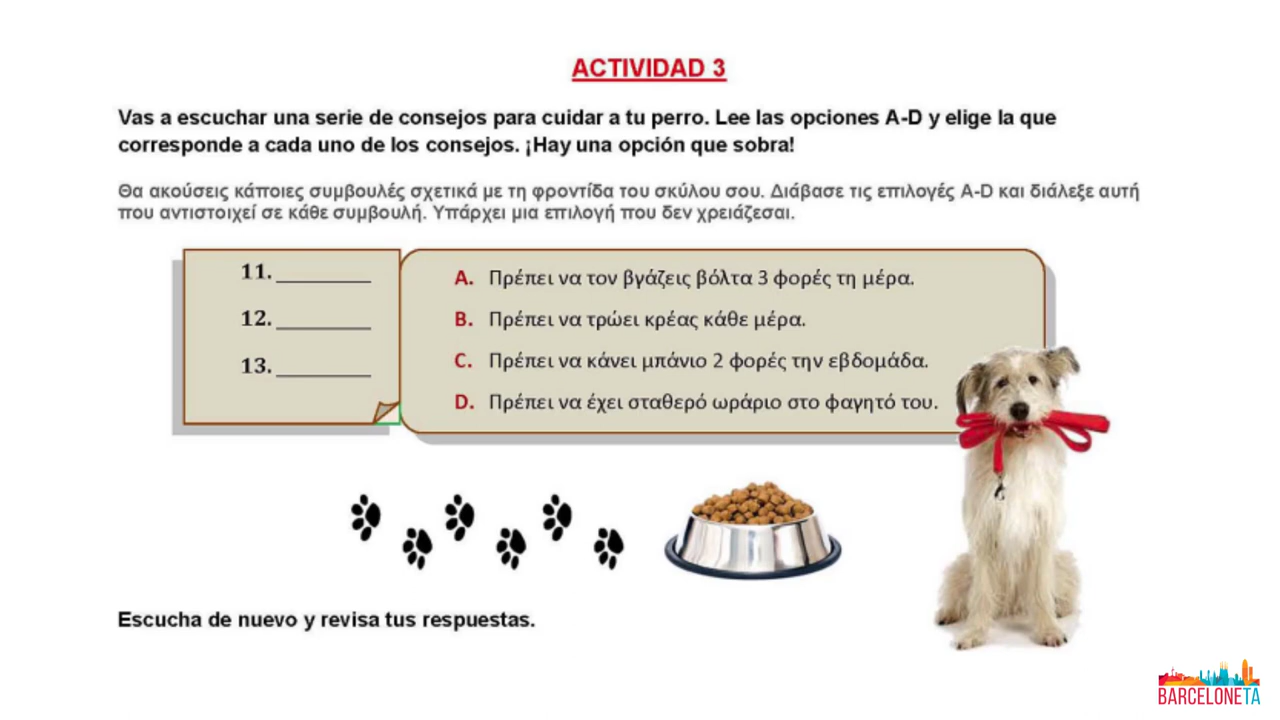 ACTIVIDAD 3
Vas a escuchar una serie de consejos para cuidar a tu perro. Lee las opciones A-D y elige la que
corresponde a cada uno de los consejos. ¡Hay una opción que sobra!
Θα ακούσεις κάποιες συμβουλές σχετικά με τη φροντίδα του σκύλου σου. Διάβασε τις επιλογές A-D και διάλεξε αυτή
που αντιστοιχεί σε κάθε συμβουλή. Υπάρχει μια επιλογή που δεν χρειάζεσαι.
11. ________
12. ________
13. ________
A. Πρέπει να τον βγάζεις βόλτα 3 φορές τη μέρα.
B. Πρέπει να τρώει κρέας κάθε μέρα.
C. Πρέπει να κάνει μπάνιο 2 φορές την εβδομάδα.
D. Πρέπει να έχει σταθερό ωράριο στο φαγητό του.
Escucha de nuevo y revisa tus respuestas.
BARCELONETA